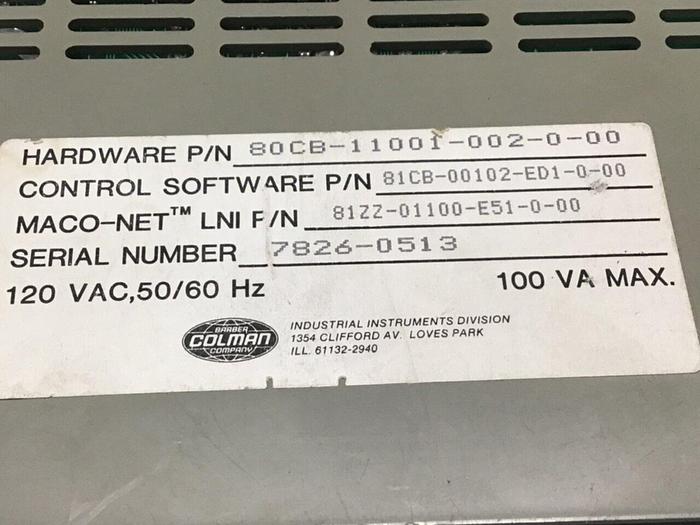 HARDWARE P/N 80CB-11001-002-0-00
CONTROL SOFTWARE P/N 81CB-00102-ED1-0-00
MACO-NET™ LNI P/N 81ZZ-01100-E51-0-00
SERIAL NUMBER 7826-0513
120 VAC,50/60 Hz 100 VA MAX.
BARBER
COLMAN
COMPANY
INDUSTRIAL INSTRUMENTS DIVISION
1354 CLIFFORD AV. LOVES PARK
ILL. 61132-2940